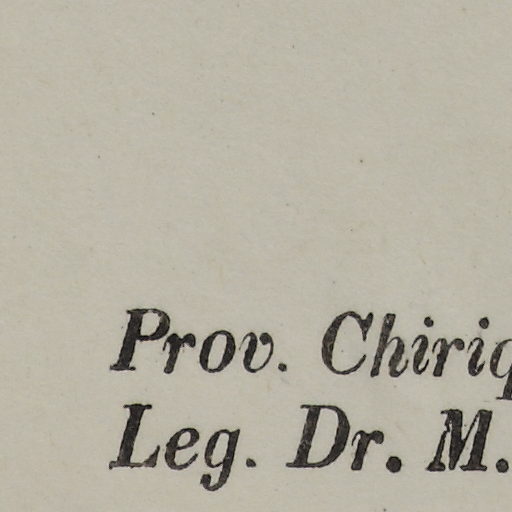 Prov. Chiriq
Leg. Dr. M.